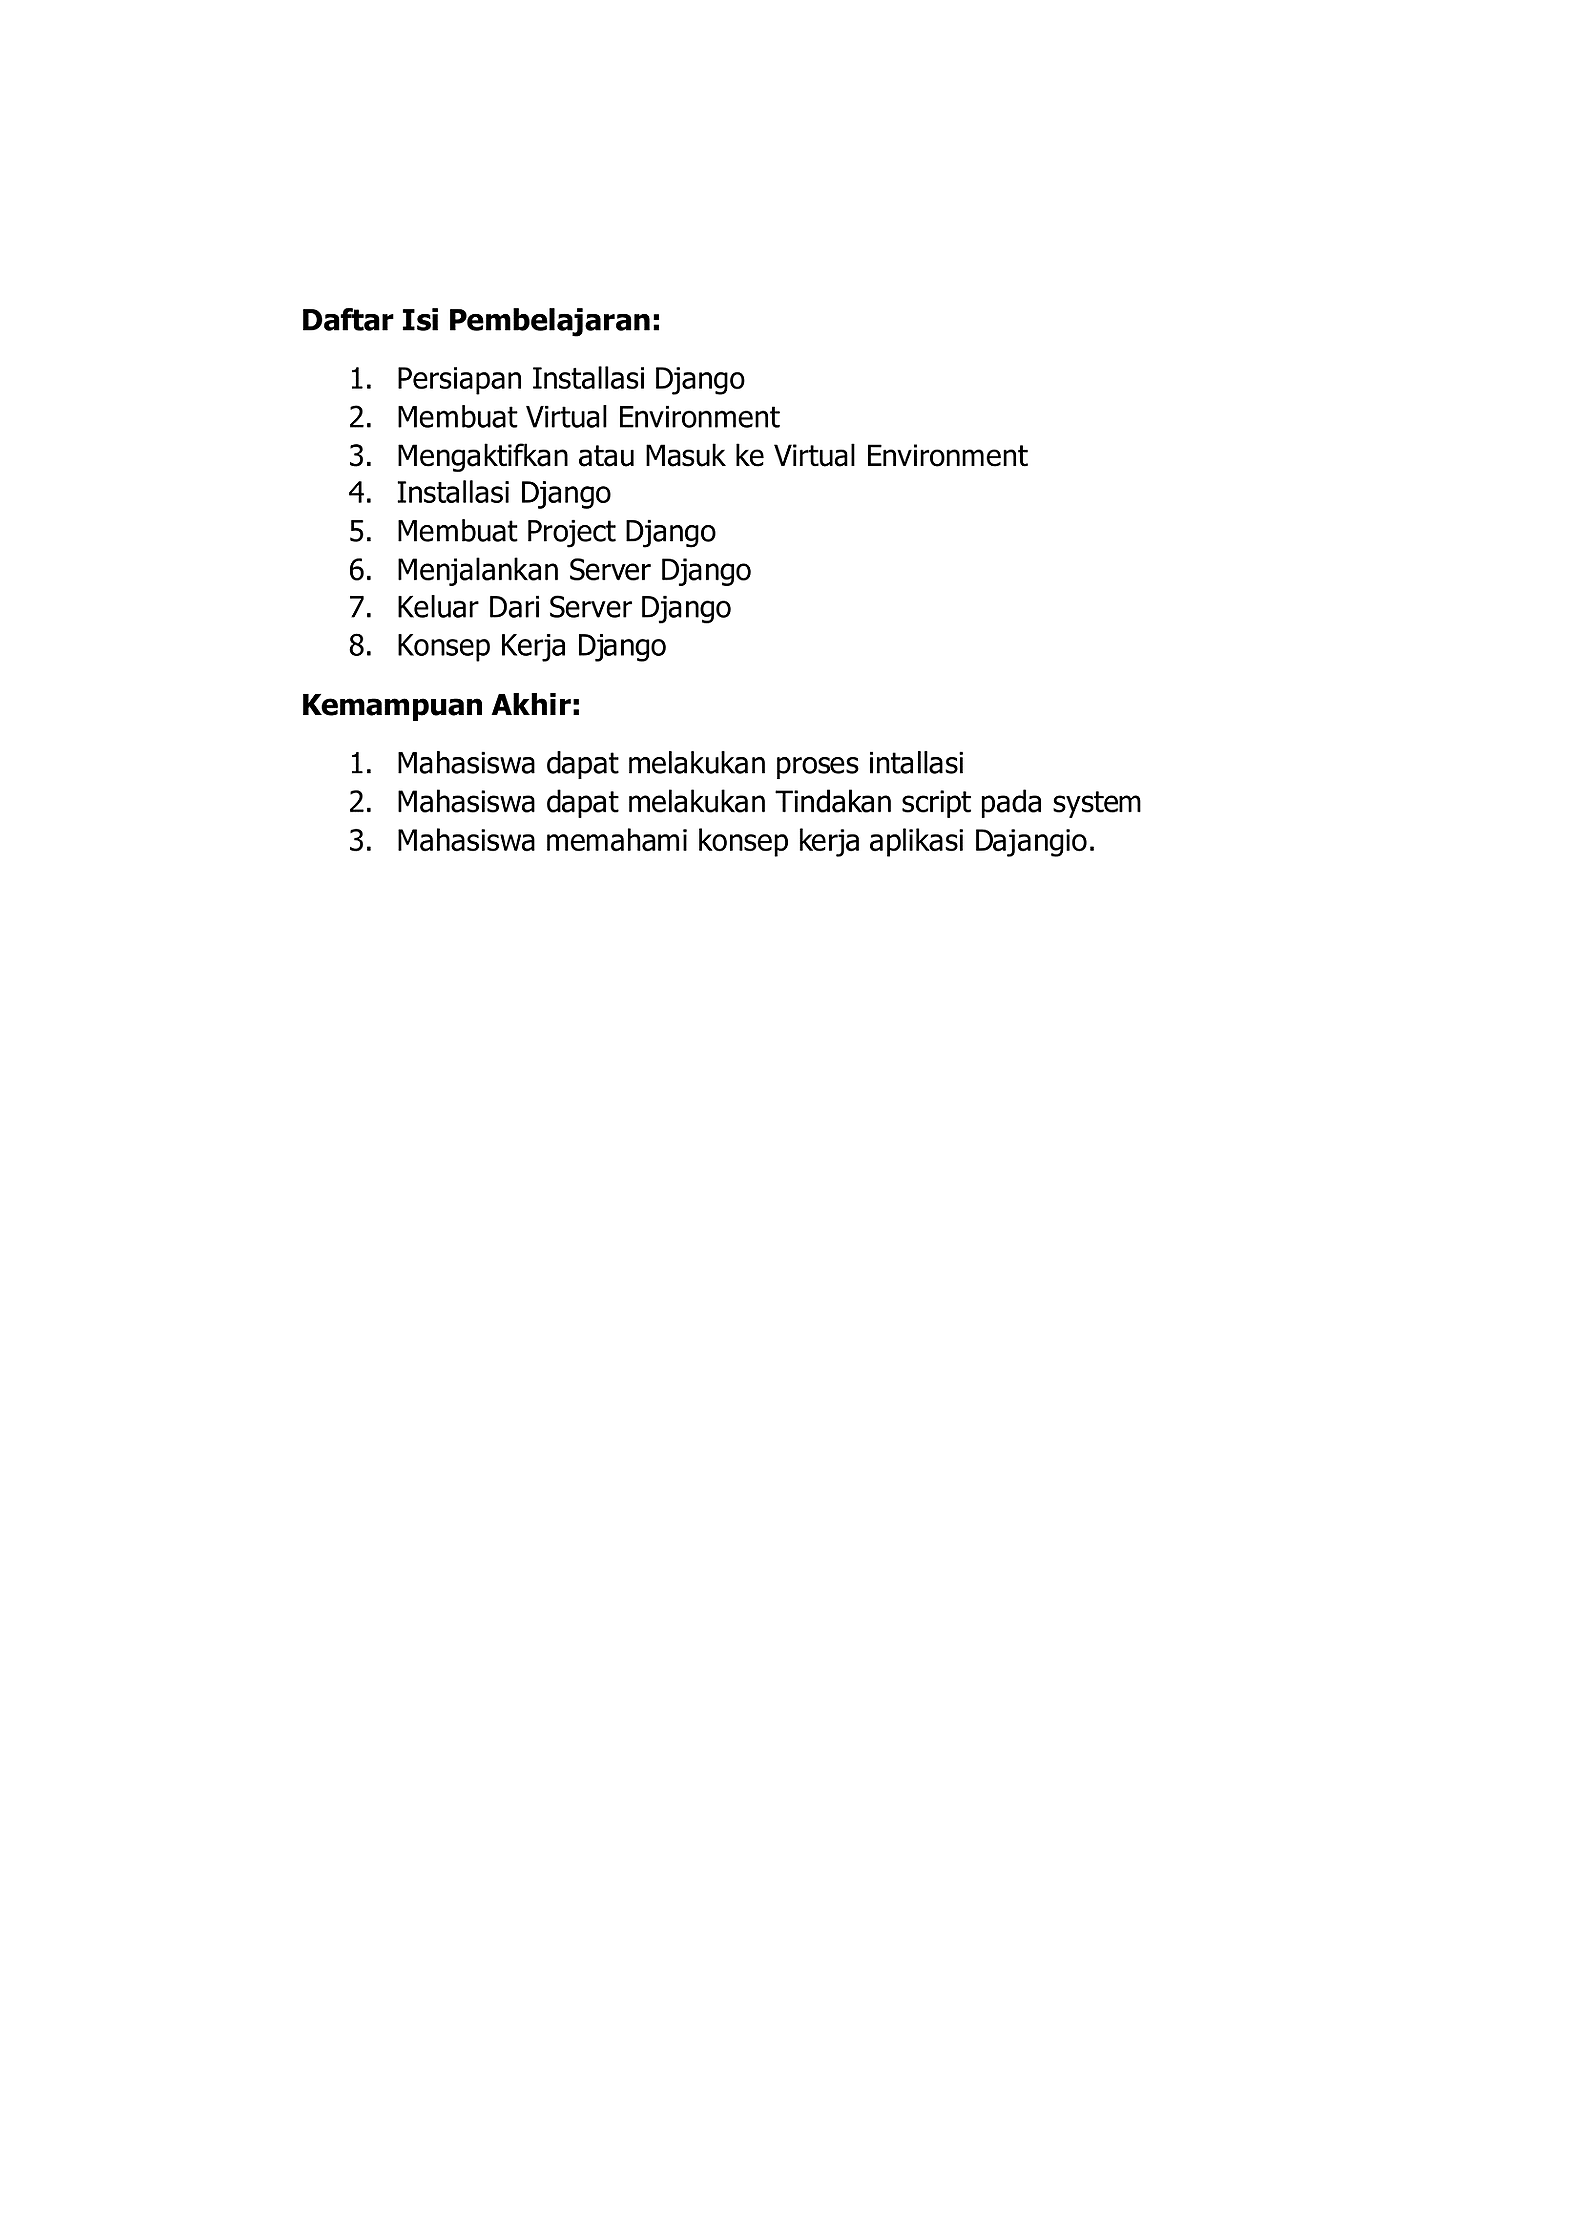 Daftar Isi Pembelajaran:
1. Persiapan Installasi Django
2. Membuat Virtual Environment
3. Mengaktifkan atau Masuk ke Virtual Environment
4. Installasi Django
5. Membuat Project Django
6. Menjalankan Server Django
7. Keluar Dari Server Django
8. Konsep Kerja Django
Kemampuan Akhir:
1. Mahasiswa dapat melakukan proses intallasi
2. Mahasiswa dapat melakukan Tindakan script pada system
3. Mahasiswa memahami konsep kerja aplikasi Dajangio.